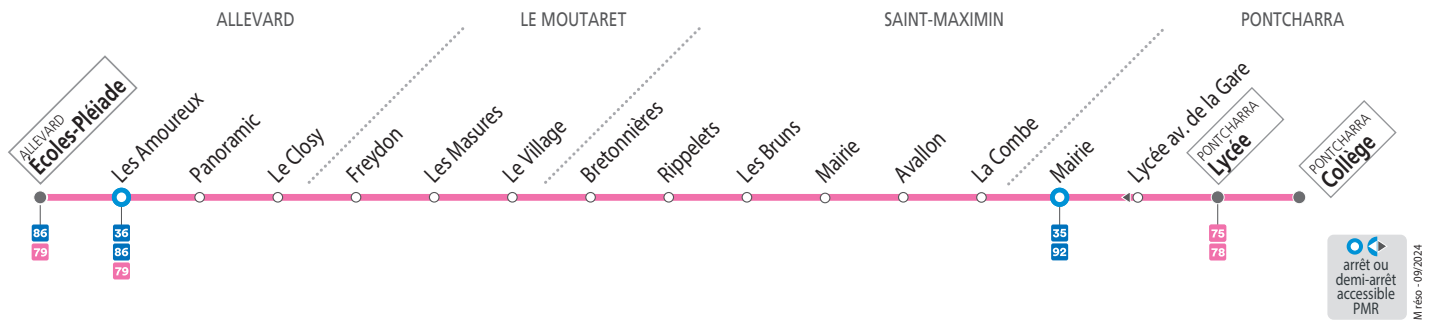 ALLEVARD
LE MOUTARET
SAINT-MAXIMIN
PONTCHARRA
ALLEVARD
Écoles-Pléiade
Les Amoureux
Panoramic
Le Closy
Freydon
Les Masures
Le Village
Bretonnières
Rippelets
Les Bruns
Mairie
Avallon
La Combe
Mairie
Lycée av. de la Gare
PONTCHARRA
Lycée
PONTCHARRA
Collège
86
79
36
86
79
35
92
75
78
arrêt ou
demi-arrêt
accessible
PMR
M réso - 09/2024